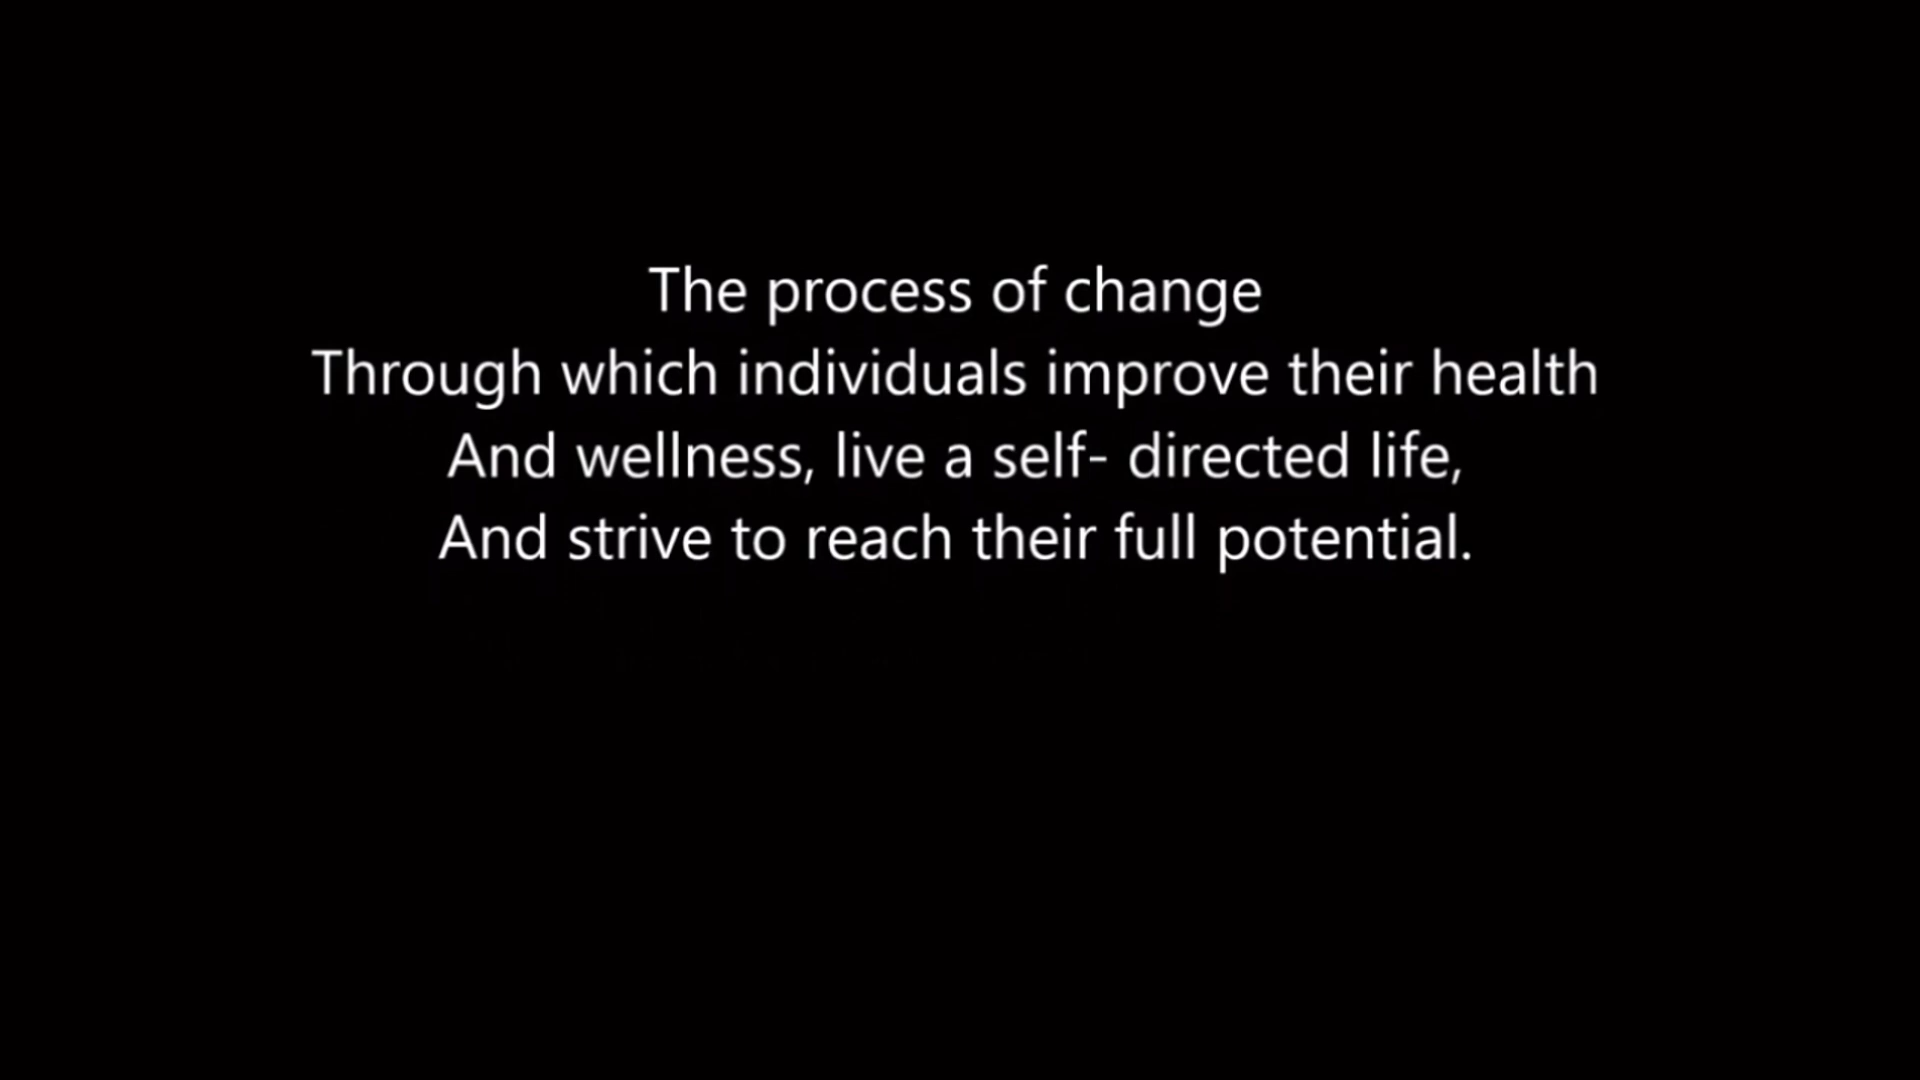 The process of change
Through which individuals improve their health
And wellness, live a self- directed life,
And strive to reach their full potential.